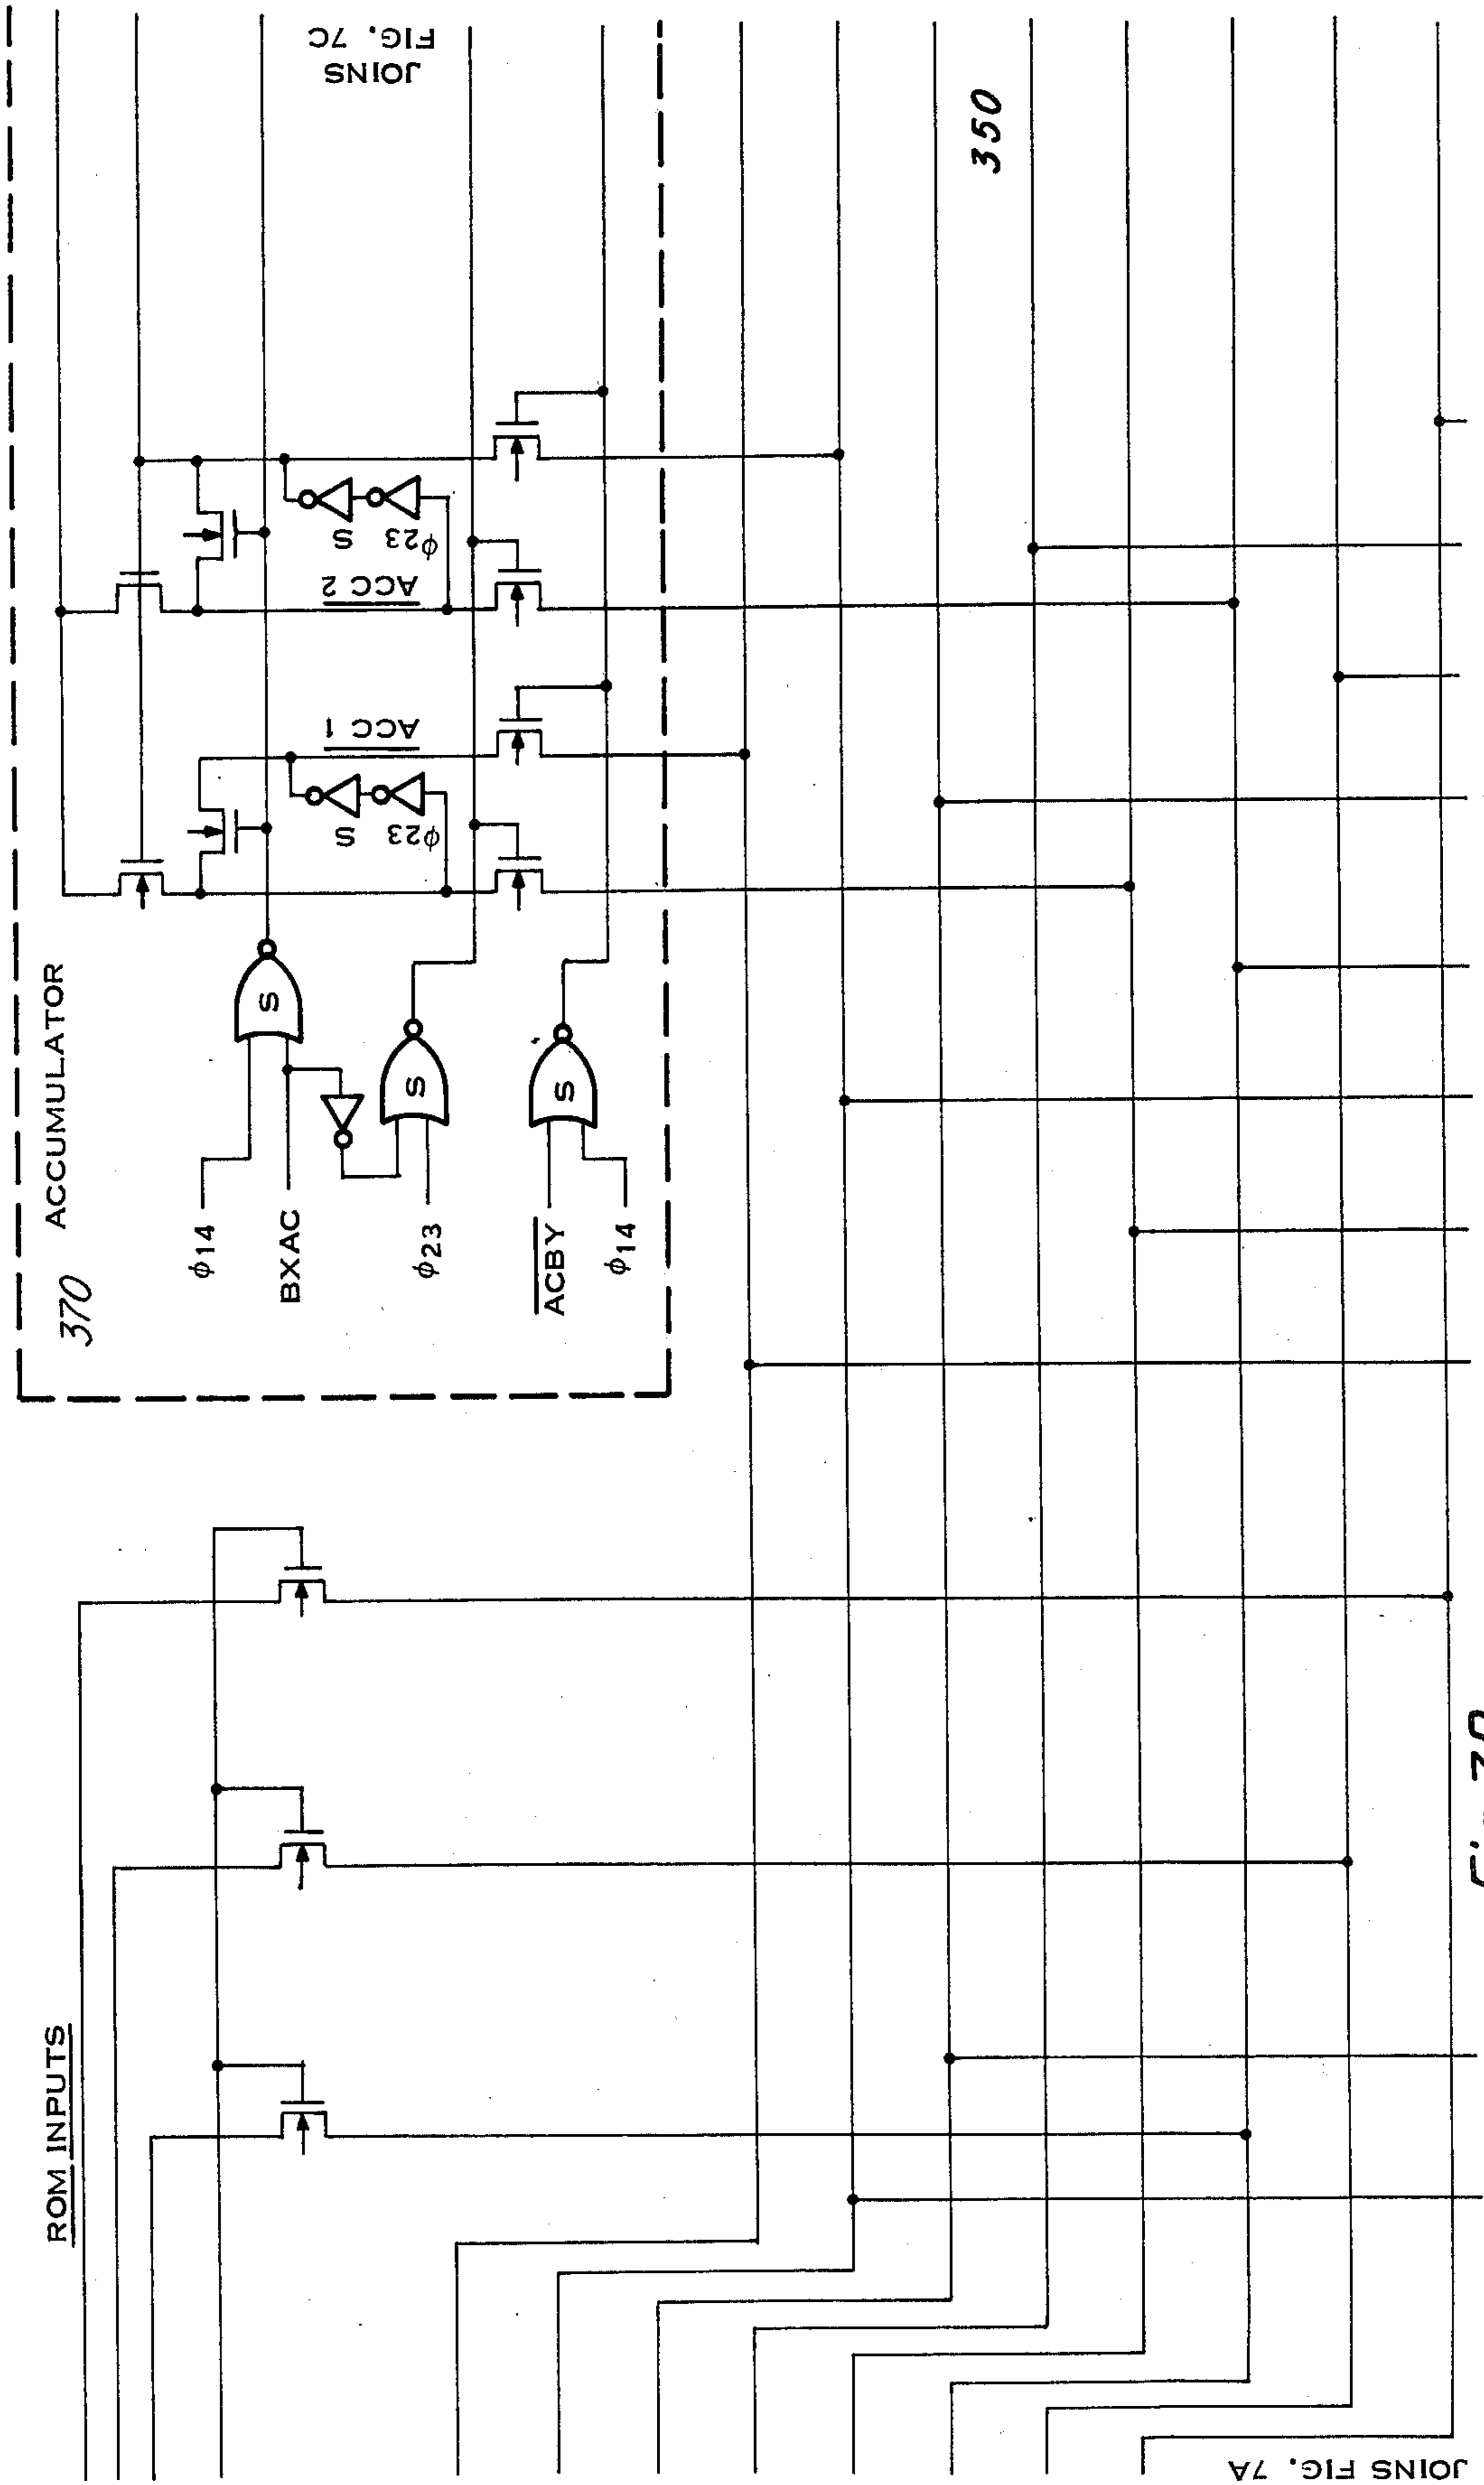 JOINS
FIG. 7C
370 ACCUMULATOR
ϕ14
BXAC
ϕ23
ACBY
ϕ14
S
S
S
ACC 1
ACC 2
S
ϕ23
S
ϕ23
350
ROM INPUTS
JOINS FIG. 7A